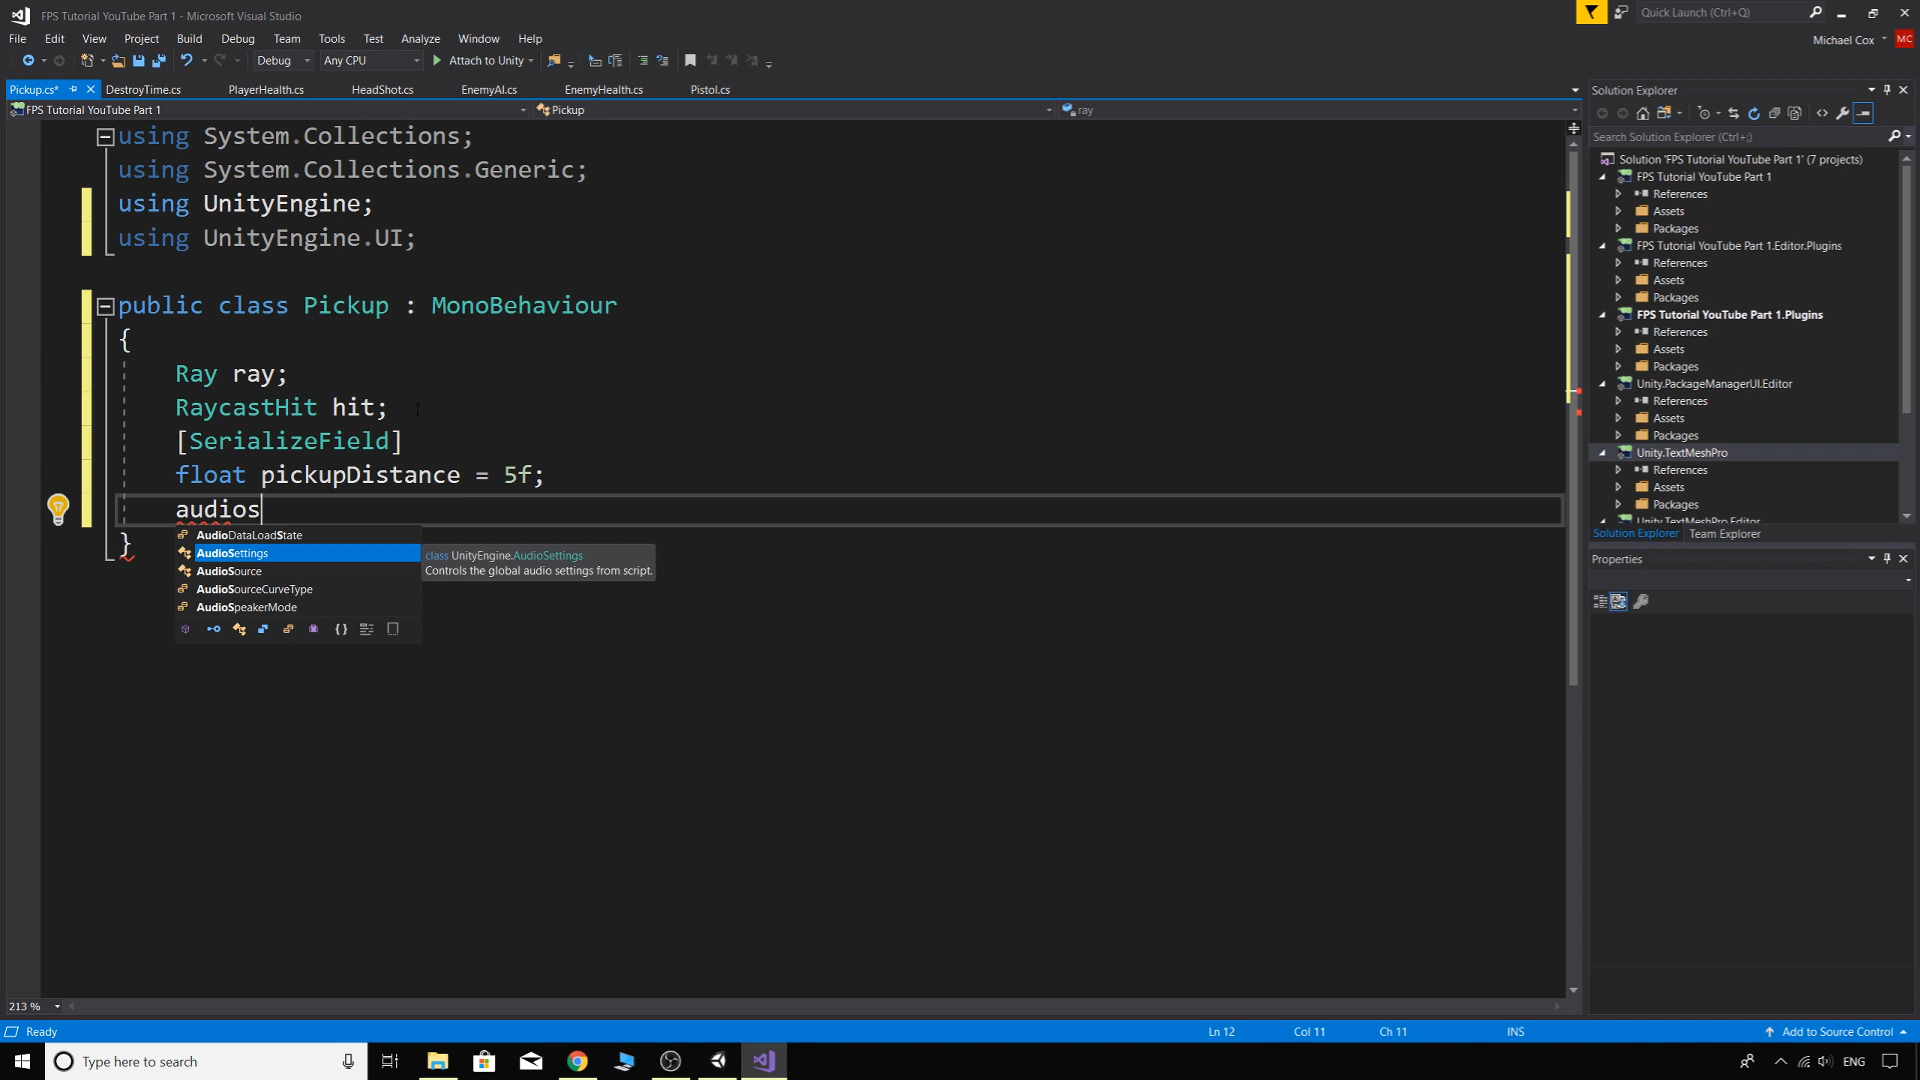 FPS Tutorial YouTube Part 1 - Microsoft Visual Studio
Quick Launch (Ctrl+Q)
File Edit View Project Build Debug Team Tools Test Analyze Window Help
Michael Cox MC
Debug Any CPU Attach to Unity
Pickup.cs* DestroyTime.cs PlayerHealth.cs HeadShot.cs EnemyAI.cs EnemyHealth.cs Pistol.cs
FPS Tutorial YouTube Part 1 Pickup ray
using System.Collections;
using System.Collections.Generic;
using UnityEngine;
using UnityEngine.UI;
public class Pickup : MonoBehaviour
{
Ray ray;
RaycastHit hit;
[SerializeField]
float pickupDistance = 5f;
audios
}
AudioDataLoadState
AudioSettings
AudioSource
AudioSourceCurveType
AudioSpeakerMode
class UnityEngine.AudioSettings
Controls the global audio settings from script.
Solution Explorer
Search Solution Explorer (Ctrl+;)
Solution 'FPS Tutorial YouTube Part 1' (7 projects)
FPS Tutorial YouTube Part 1
References
Assets
Packages
FPS Tutorial YouTube Part 1.Editor.Plugins
References
Assets
Packages
FPS Tutorial YouTube Part 1.Plugins
References
Assets
Packages
Unity.PackageManagerUI.Editor
References
Assets
Packages
Unity.TextMeshPro
References
Assets
Packages
Unity.TextMeshPro.Editor
Solution Explorer Team Explorer
Properties
213 %
Ready
Ln 12 Col 11 Ch 11 INS
Add to Source Control
Type here to search
ENG